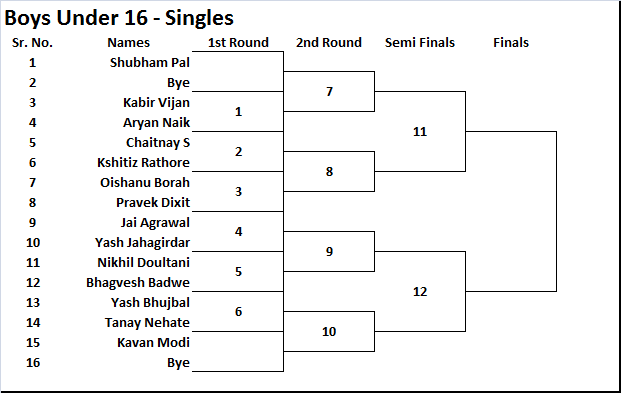 Boys Under 16 - Singles
Sr. No. Names 1st Round 2nd Round Semi Finals Finals
1 Shubham Pal
2 Bye
7
3 Kabir Vijan
1
4 Aryan Naik
11
5 Chaitnay S
2
6 Kshitiz Rathore
8
7 Oishanu Borah
3
8 Pravek Dixit
9 Jai Agrawal
4
10 Yash Jahagirdar
9
11 Nikhil Doultani
5
12 Bhagvesh Badwe
12
13 Yash Bhujbal
6
14 Tanay Nehate
10
15 Kavan Modi
16 Bye